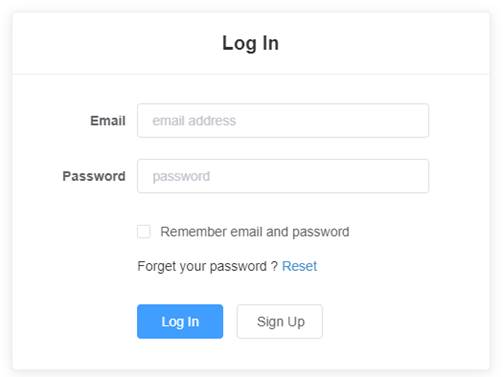 Log In
Email email address
Password password
Remember email and password
Forget your password ? Reset
Log In Sign Up